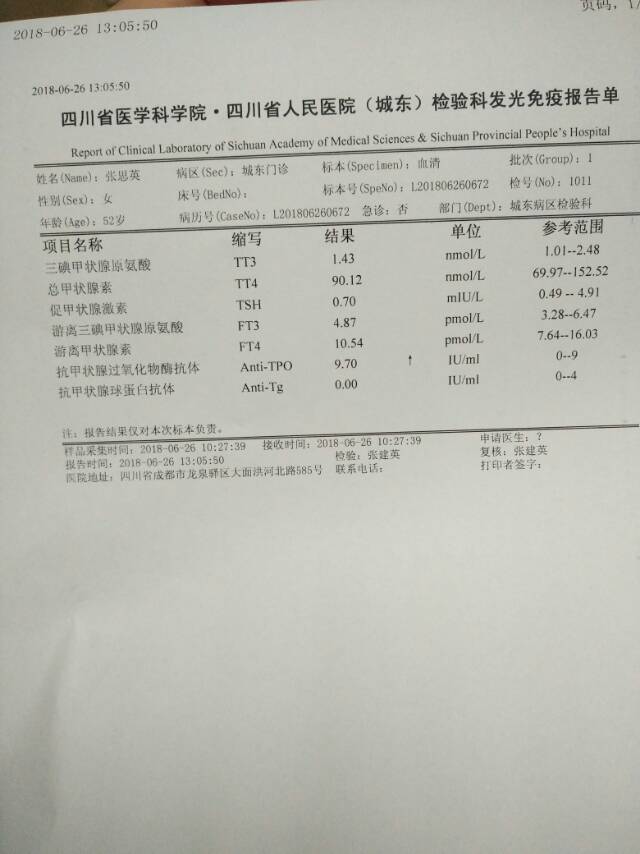 2018-06-26 13:05:50
页码，1/
2018-06-26 13:05:50
四川省医学科学院·四川省人民医院（城东）检验科发光免疫报告单
Report of Clinical Laboratory of Sichuan Academy of Medical Sciences & Sichuan Provincial People's Hospital
姓名(Name)：张思英 病区(Sec)：城东门诊 标本(Specimen)：血清 批次(Group)：1
性别(Sex)：女 床号(BedNo)： 标本号(SpeNo)：L201806260672 检号(No)：1011
年龄(Age)：52岁 病历号(CaseNo)：L201806260672 急诊：否 部门(Dept)：城东病区检验科
项目名称 缩写 结果 单位 参考范围
三碘甲状腺原氨酸 TT3 1.43 nmol/L 1.01--2.48
总甲状腺素 TT4 90.12 nmol/L 69.97--152.52
促甲状腺激素 TSH 0.70 mIU/L 0.49 -- 4.91
游离三碘甲状腺原氨酸 FT3 4.87 pmol/L 3.28--6.47
游离甲状腺素 FT4 10.54 pmol/L 7.64--16.03
抗甲状腺过氧化物酶抗体 Anti-TPO 9.70 ↑ IU/ml 0--9
抗甲状腺球蛋白抗体 Anti-Tg 0.00 IU/ml 0--4
注：报告结果仅对本次标本负责。
样品采集时间：2018-06-26 10:27:39 接收时间：2018-06-26 10:27:39 申请医生：？
报告时间：2018-06-26 13:05:50 检验：张建英 复核：张建英
医院地址：四川省成都市龙泉驿区大面洪河北路585号 联系电话： 打印者签字：